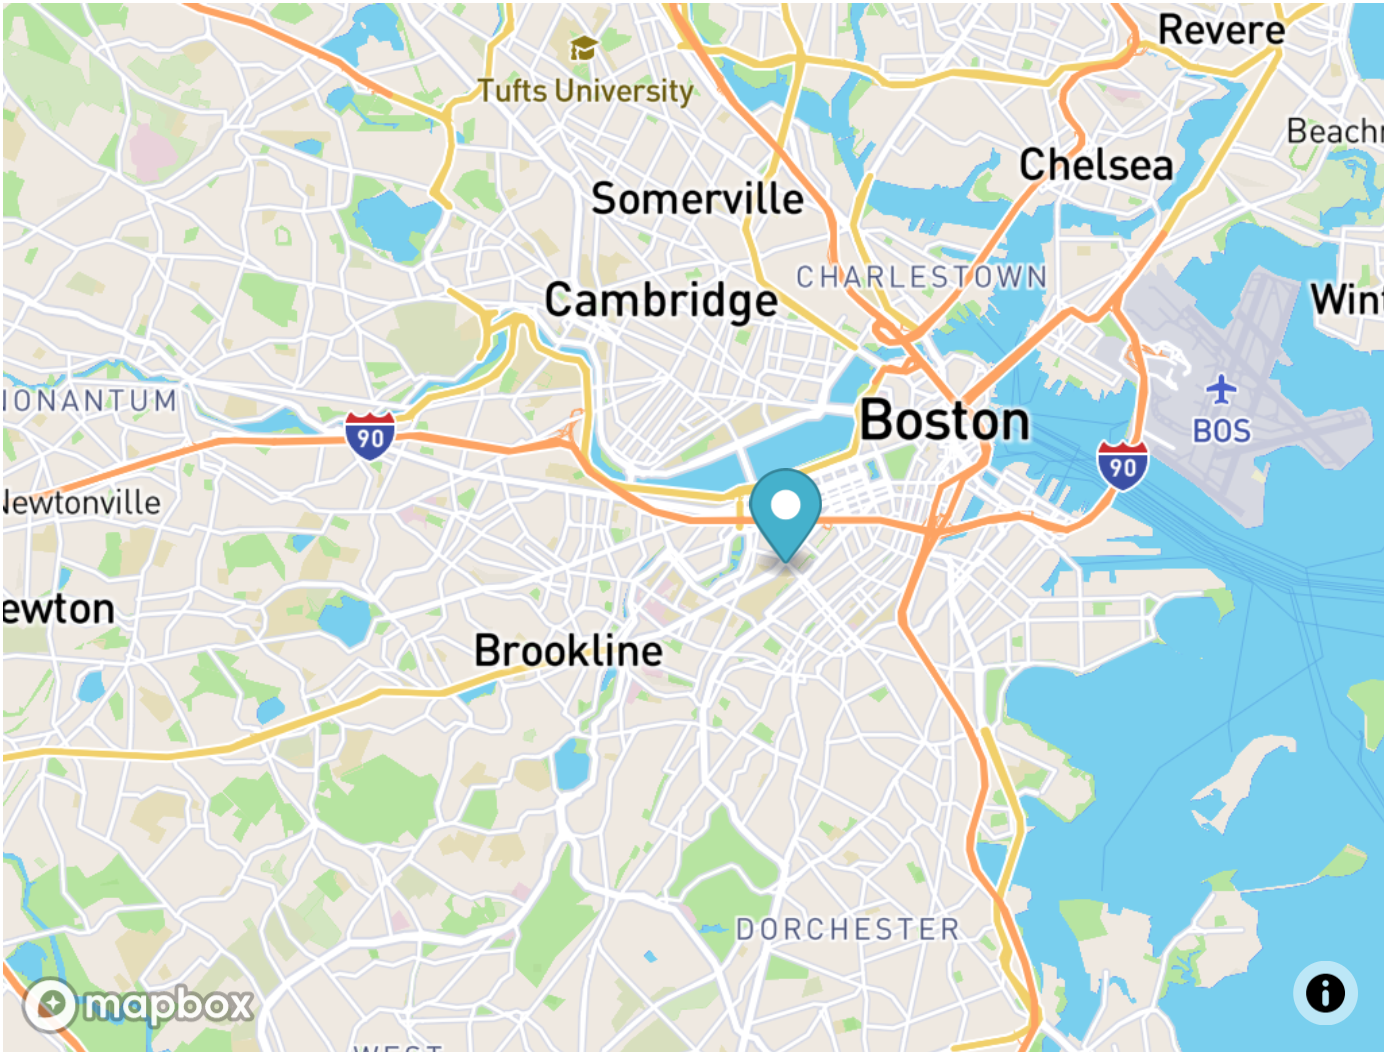 Revere
Tufts University
Beachm
Chelsea
Somerville
CHARLESTOWN
Cambridge
Wint
BOS
NONANTUM
90
Boston
90
Newtonville
ewton
Brookline
DORCHESTER
mapbox
WEST